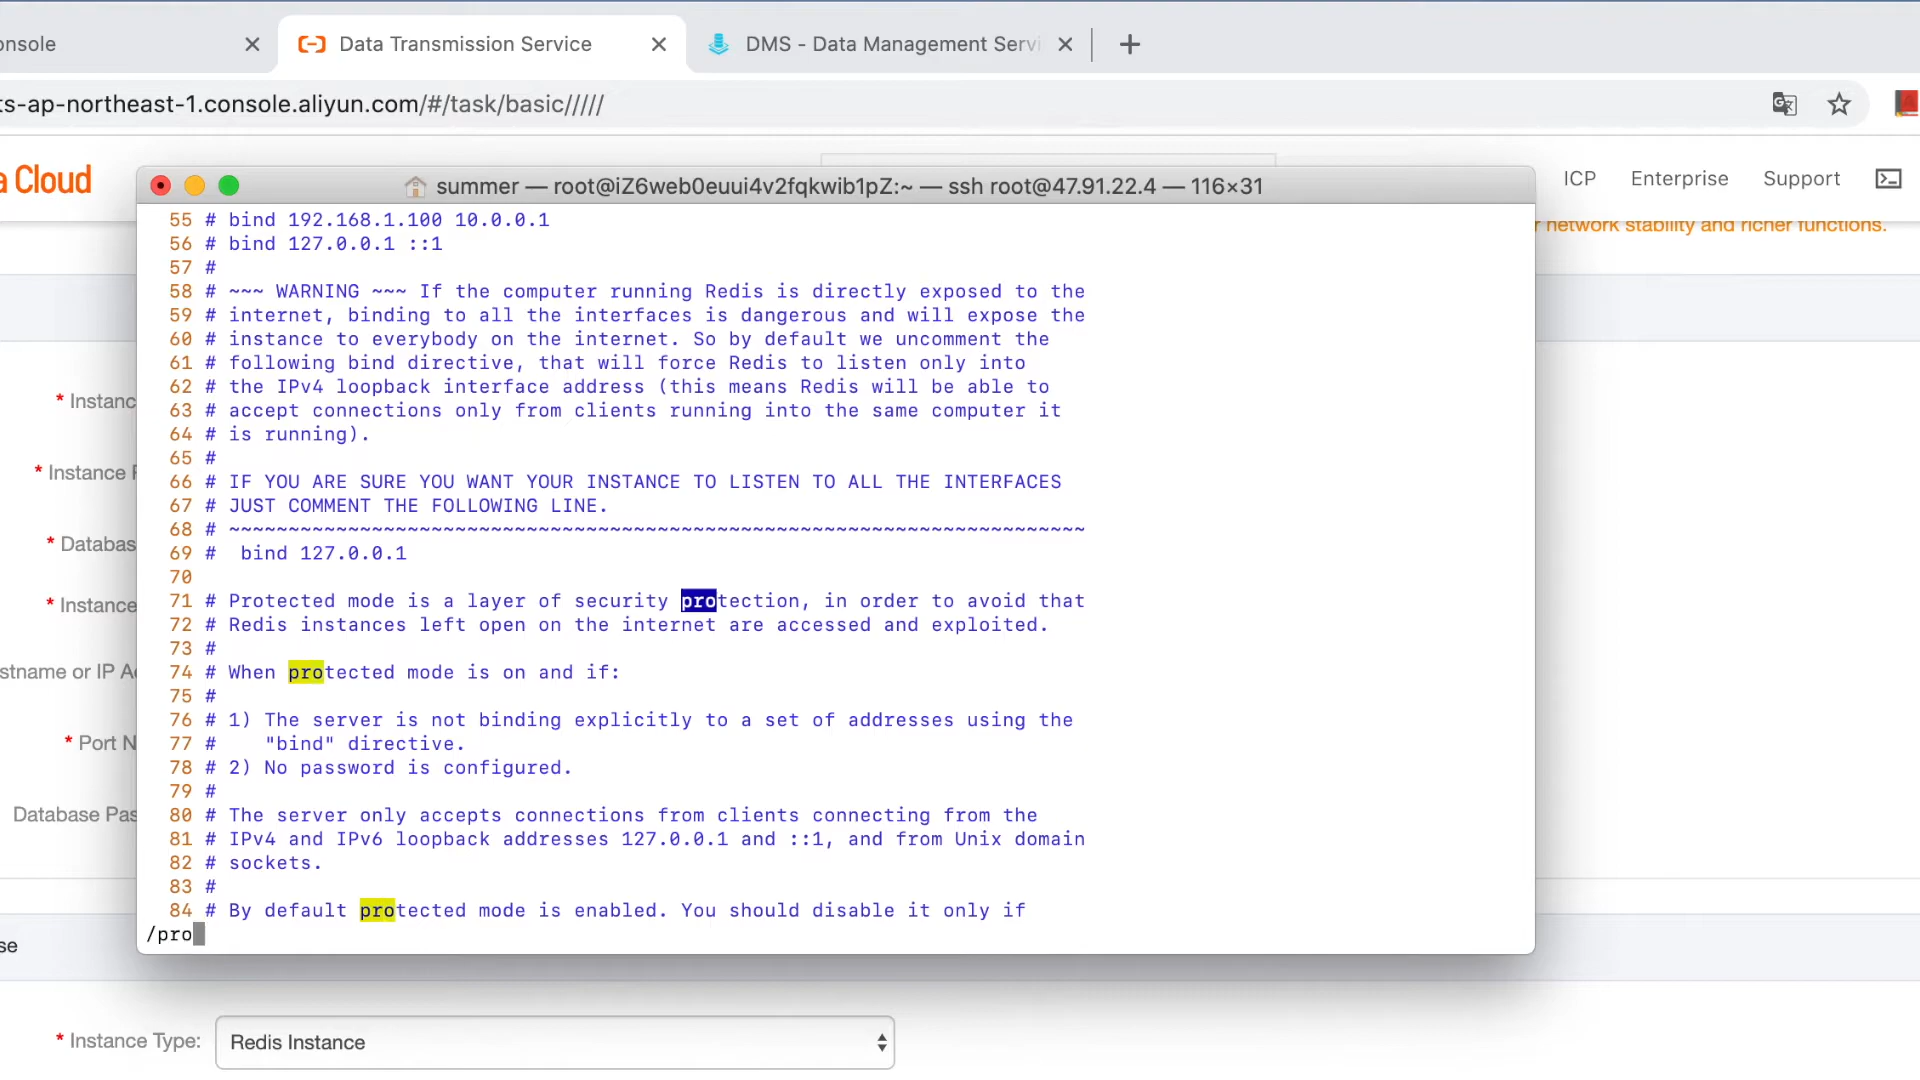 onsole
Data Transmission Service
DMS - Data Management Servi
ts-ap-northeast-1.console.aliyun.com/#/task/basic/////
a Cloud
ICP
Enterprise
Support
summer — root@iZ6web0euui4v2fqkwib1pZ:~ — ssh root@47.91.22.4 — 116×31
r network stability and richer functions.
55 # bind 192.168.1.100 10.0.0.1
56 # bind 127.0.0.1 ::1
57 #
58 # ~~~ WARNING ~~~ If the computer running Redis is directly exposed to the
59 # internet, binding to all the interfaces is dangerous and will expose the
60 # instance to everybody on the internet. So by default we uncomment the
61 # following bind directive, that will force Redis to listen only into
62 # the IPv4 loopback interface address (this means Redis will be able to
63 # accept connections only from clients running into the same computer it
64 # is running).
65 #
66 # IF YOU ARE SURE YOU WANT YOUR INSTANCE TO LISTEN TO ALL THE INTERFACES
67 # JUST COMMENT THE FOLLOWING LINE.
68 # ~~~~~~~~~~~~~~~~~~~~~~~~~~~~~~~~~~~~~~~~~~~~~~~~~~~~~~~~~~~~~~~~~~~~~~~~
69 #  bind 127.0.0.1
70
71 # Protected mode is a layer of security protection, in order to avoid that
72 # Redis instances left open on the internet are accessed and exploited.
73 #
74 # When protected mode is on and if:
75 #
76 # 1) The server is not binding explicitly to a set of addresses using the
77 #    "bind" directive.
78 # 2) No password is configured.
79 #
80 # The server only accepts connections from clients connecting from the
81 # IPv4 and IPv6 loopback addresses 127.0.0.1 and ::1, and from Unix domain
82 # sockets.
83 #
84 # By default protected mode is enabled. You should disable it only if
/pro
* Instanc
* Instance R
* Databas
* Instance
stname or IP Ad
* Port N
Database Pas
se
* Instance Type:
Redis Instance